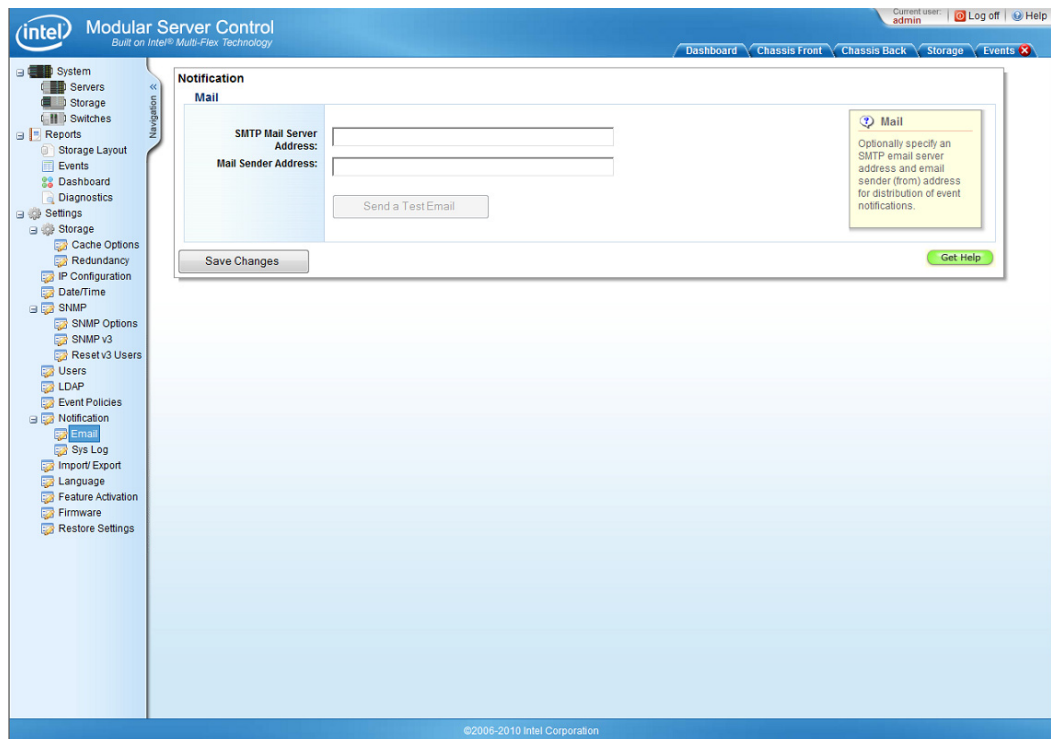 intel
Modular Server Control
Built on Intel® Multi-Flex Technology
Current user:
admin
Log off
Help
Dashboard
Chassis Front
Chassis Back
Storage
Events
System
Servers
Storage
Switches
Reports
Storage Layout
Events
Dashboard
Diagnostics
Settings
Storage
Cache Options
Redundancy
IP Configuration
Date/Time
SNMP
SNMP Options
SNMP v3
Reset v3 Users
Users
LDAP
Event Policies
Notification
Email
Sys Log
Import/ Export
Language
Feature Activation
Firmware
Restore Settings
«
Navigation
Notification
Mail
SMTP Mail Server
Address:
Mail Sender Address:
Send a Test Email
Mail
Optionally specify an
SMTP email server
address and email
sender (from) address
for distribution of event
notifications.
Save Changes
Get Help
©2006-2010 Intel Corporation